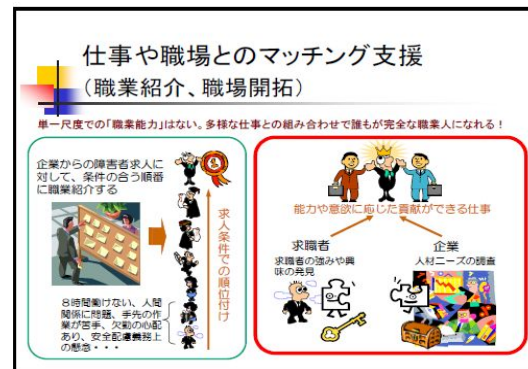 仕事や職場とのマッチング支援
(職業紹介、職場開拓)
単一尺度での「職業能力」はない。多様な仕事との組み合わせで誰もが完全な職業人になれる!
企業からの障害者求人に
対して、条件の合う順番
に職業紹介する
求人条件での順位付け
8時間働けない、人間
関係に問題、手先の作
業が苦手、欠勤の心配
あり、安全配慮義務上
の懸念・・・
能力や意欲に応じた貢献ができる仕事
求職者
求職者の強みや興
味の発見
企業
人材ニーズの調査